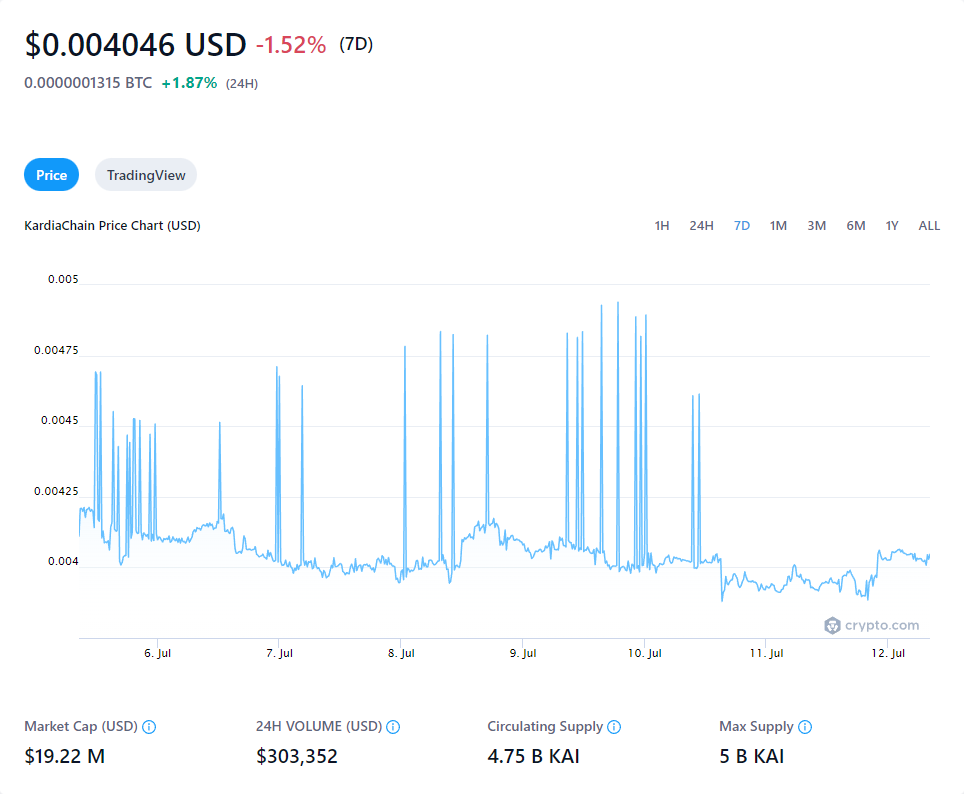 $0.004046 USD -1.52% (7D)
0.0000001315 BTC +1.87% (24H)
Price TradingView
KardiaChain Price Chart (USD) 1H 24H 7D 1M 3M 6M 1Y ALL
0.005
0.00475
0.0045
0.00425
0.004
crypto.com
6. Jul 7. Jul 8. Jul 9. Jul 10. Jul 11. Jul 12. Jul
Market Cap (USD) 24H VOLUME (USD) Circulating Supply Max Supply
$19.22 M $303,352 4.75 B KAI 5 B KAI